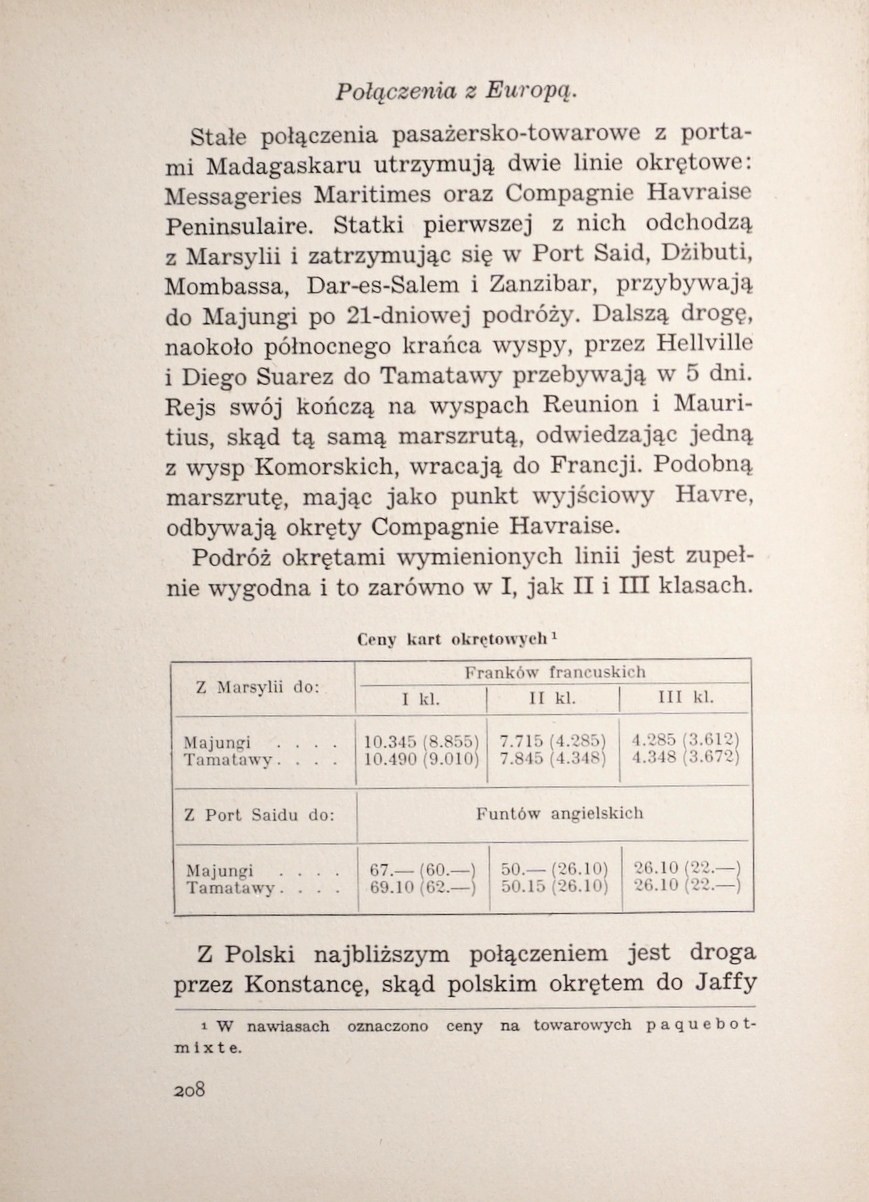 Połączenia z Europą.
Stałe połączenia pasażersko-towarowe z porta-
mi Madagaskaru utrzymują dwie linie okrętowe:
Messageries Maritimes oraz Compagnie Havraise
Peninsulaire. Statki pierwszej z nich odchodzą
z Marsylii i zatrzymując się w Port Said, Dżibuti,
Mombassa, Dar-es-Salem i Zanzibar, przybywają
do Majungi po 21-dniowej podróży. Dalszą drogę,
naokoło północnego krańca wyspy, przez Hellville
i Diego Suarez do Tamatawy przebywają w 5 dni.
Rejs swój kończą na wyspach Reunion i Mauri-
tius, skąd tą samą marszrutą, odwiedzając jedną
z wysp Komorskich, wracają do Francji. Podobną
marszrutę, mając jako punkt wyjściowy Havre,
odbywają okręty Compagnie Havraise.
Podróż okrętami wymienionych linii jest zupeł-
nie wygodna i to zarówno w I, jak II i III klasach.
Ceny kart okrętowych ¹
Z Marsylii do: Franków francuskich
I kl. II kl. III kl.
Majungi . . . . 10.345 (8.855) 7.715 (4.285) 4.285 (3.612)
Tamatawy . . . . 10.490 (9.010) 7.845 (4.348) 4.348 (3.672)
Z Port Saidu do: Funtów angielskich
Majungi . . . . 67.— (60.—) 50.— (26.10) 26.10 (22.—)
Tamatawy . . . . 69.10 (62.—) 50.15 (26.10) 26.10 (22.—)
Z Polski najbliższym połączeniem jest droga
przez Konstancę, skąd polskim okrętem do Jaffy
¹ W nawiasach oznaczono ceny na towarowych paquebot-
mixte.
208